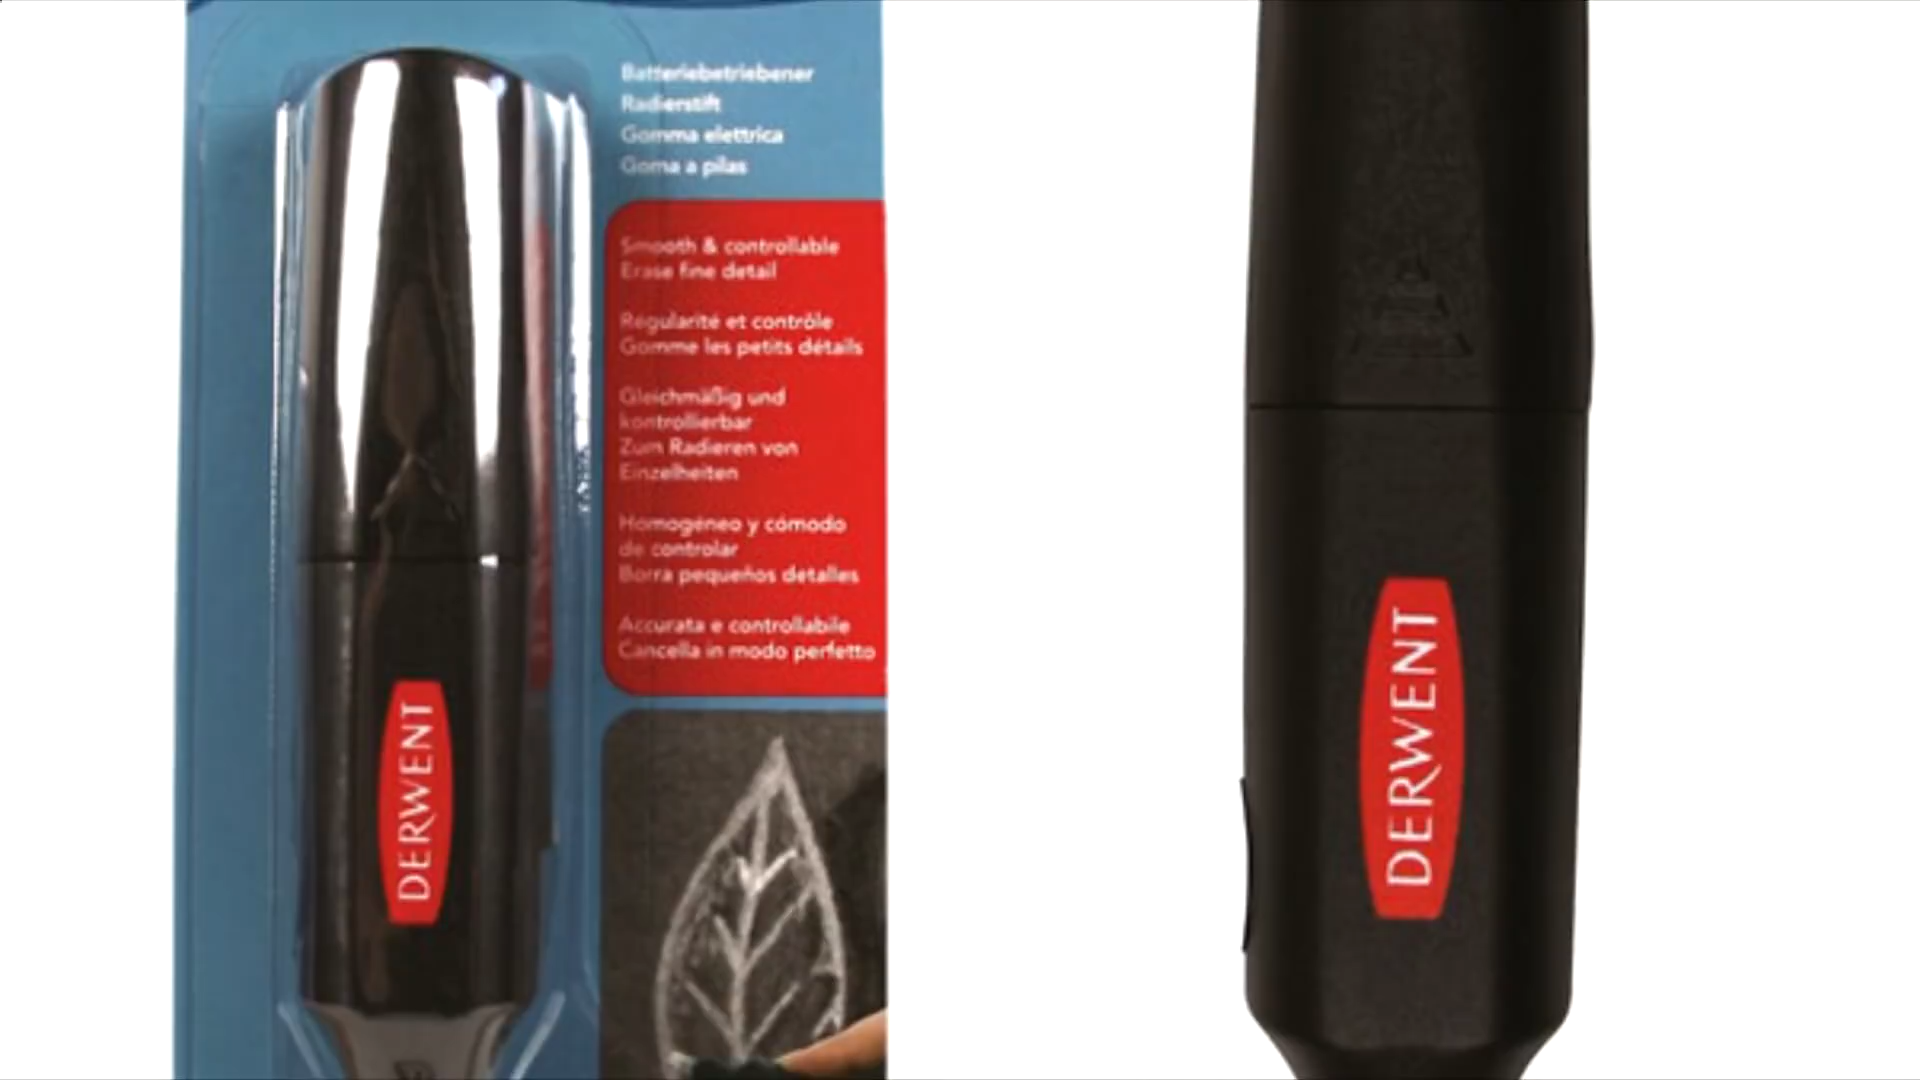 Batteriebetriebener
Radierstift
Gomma elettrica
Goma a pilas
Smooth & controllable
Erase fine detail
Régularité et contrôle
Gomme les petits détails
Gleichmäßig und
kontrollierbar
Zum Radieren von
Einzelheiten
Homogéneo y cómodo
de controlar
Borra pequeños detalles
Accurata e controllabile
Cancella in modo perfetto
DERWENT
DERWENT